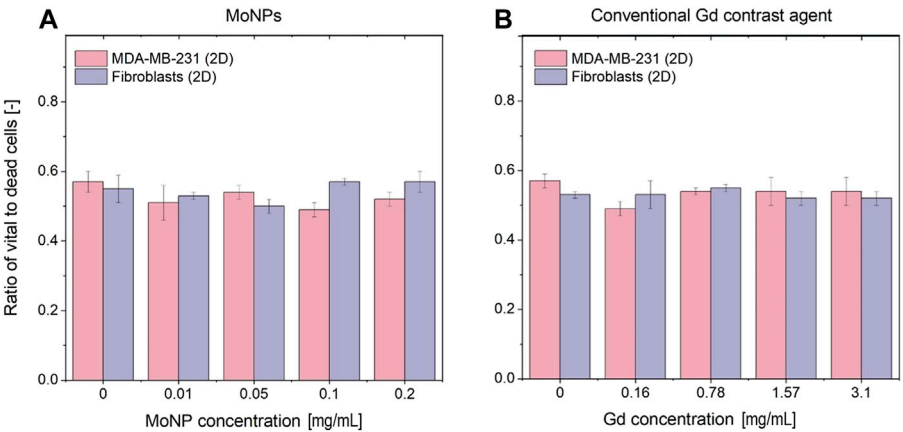 A
MoNPs
Ratio of vital to dead cells [-]
MDA-MB-231 (2D)
Fibroblasts (2D)
0.8
0.6
0.4
0.2
0.0
0 0.01 0.05 0.1 0.2
MoNP concentration [mg/mL]
B
Conventional Gd contrast agent
MDA-MB-231 (2D)
Fibroblasts (2D)
0.8
0.6
0.4
0.2
0.0
0 0.16 0.78 1.57 3.1
Gd concentration [mg/mL]